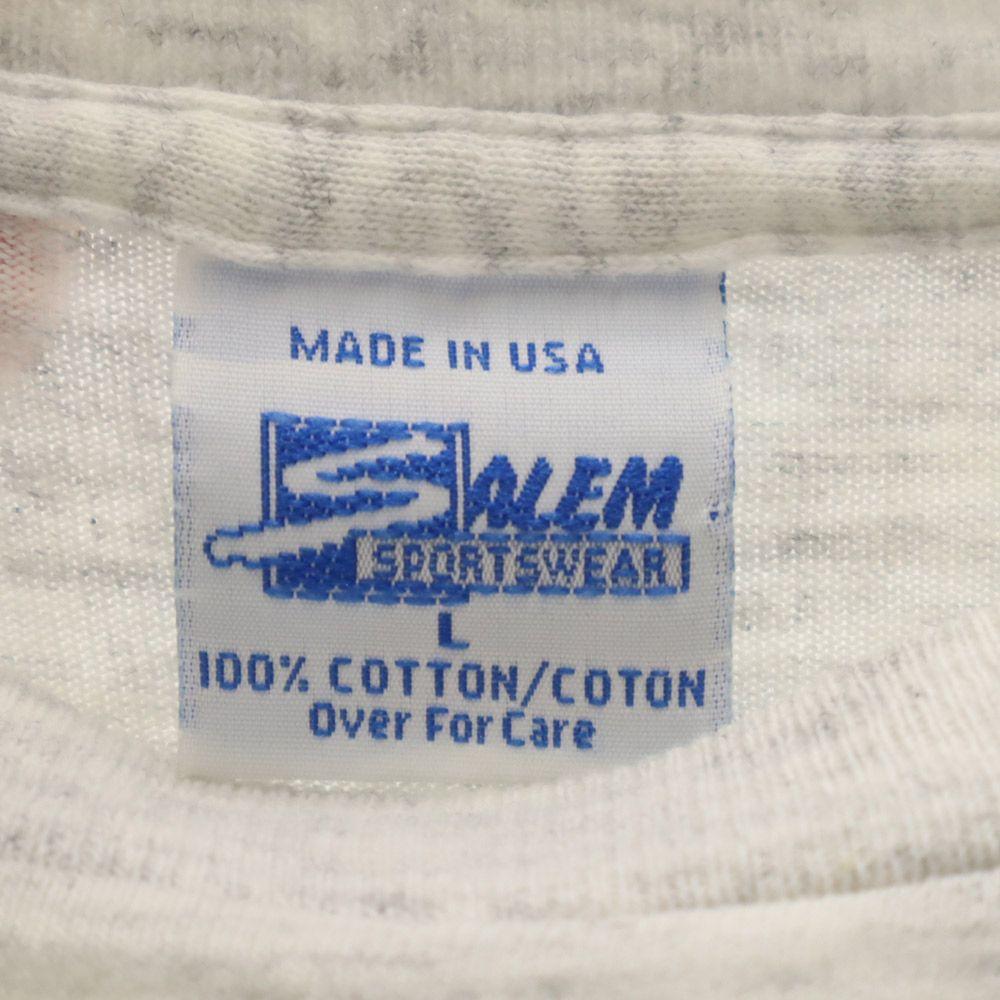 MADE IN USA
SALEM
SPORTSWEAR
L
100% COTTON/COTON
Over For Care